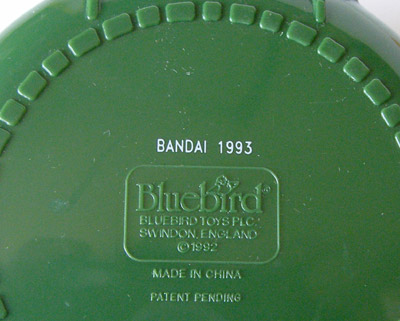 BANDAI 1993
Bluebird®
BLUEBIRD TOYS PLC.
SWINDON, ENGLAND
©1992
MADE IN CHINA
PATENT PENDING